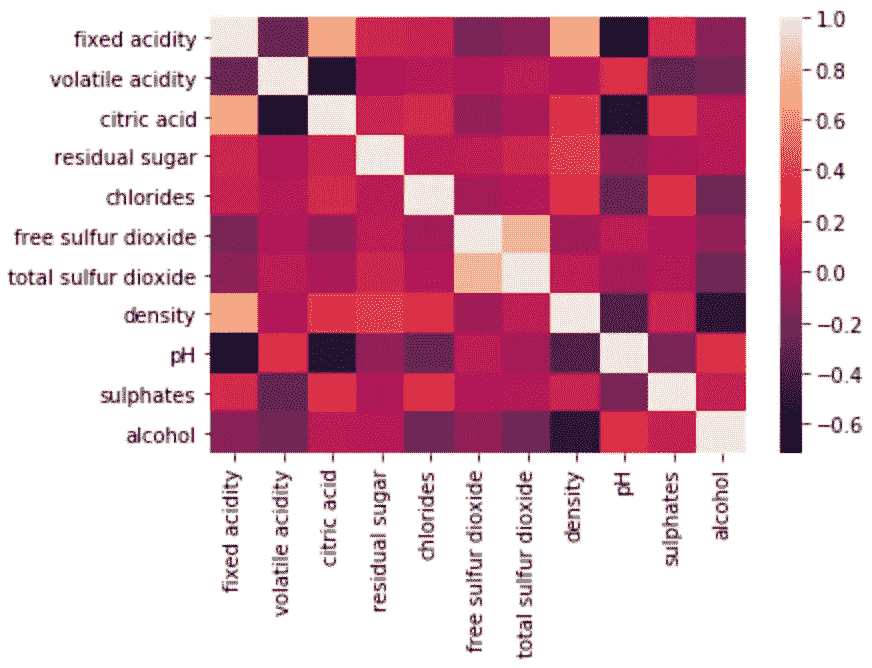 fixed acidity
volatile acidity
citric acid
residual sugar
chlorides
free sulfur dioxide
total sulfur dioxide
density
pH
sulphates
alcohol
fixed acidity
volatile acidity
citric acid
residual sugar
chlorides
free sulfur dioxide
total sulfur dioxide
density
pH
sulphates
alcohol
1.0
0.8
0.6
0.4
0.2
0.0
−0.2
−0.4
−0.6